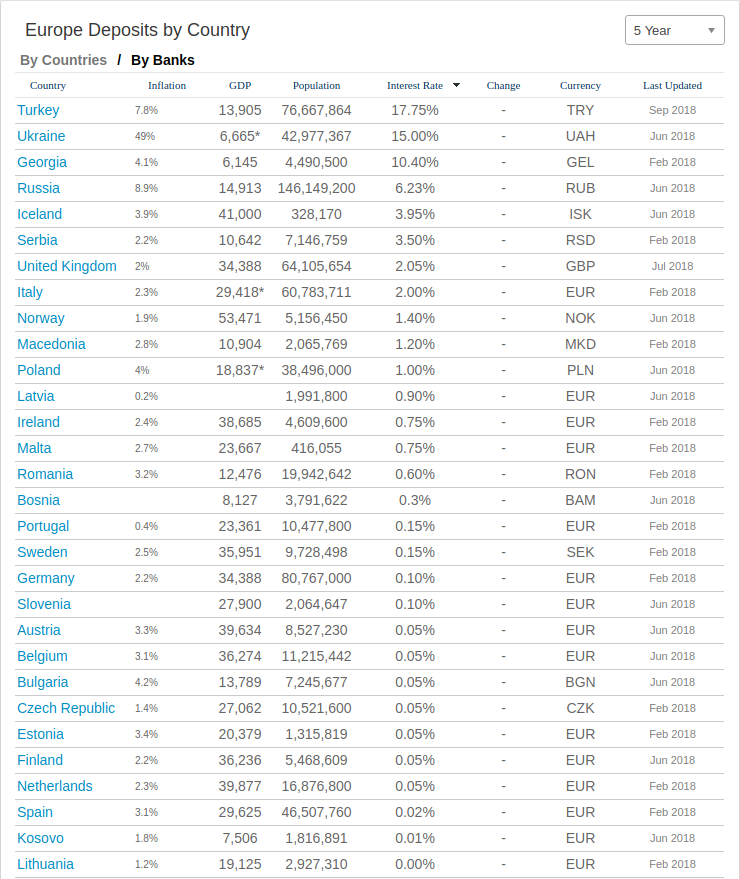 Europe Deposits by Country
5 Year
By Countries / By Banks
Country Inflation GDP Population Interest Rate Change Currency Last Updated
Turkey 7.8% 13,905 76,667,864 17.75% - TRY Sep 2018
Ukraine 49% 6,665* 42,977,367 15.00% - UAH Jun 2018
Georgia 4.1% 6,145 4,490,500 10.40% - GEL Feb 2018
Russia 8.9% 14,913 146,149,200 6.23% - RUB Jun 2018
Iceland 3.9% 41,000 328,170 3.95% - ISK Jun 2018
Serbia 2.2% 10,642 7,146,759 3.50% - RSD Feb 2018
United Kingdom 2% 34,388 64,105,654 2.05% - GBP Jul 2018
Italy 2.3% 29,418* 60,783,711 2.00% - EUR Feb 2018
Norway 1.9% 53,471 5,156,450 1.40% - NOK Jun 2018
Macedonia 2.8% 10,904 2,065,769 1.20% - MKD Feb 2018
Poland 4% 18,837* 38,496,000 1.00% - PLN Jun 2018
Latvia 0.2% 1,991,800 0.90% - EUR Jun 2018
Ireland 2.4% 38,685 4,609,600 0.75% - EUR Feb 2018
Malta 2.7% 23,667 416,055 0.75% - EUR Feb 2018
Romania 3.2% 12,476 19,942,642 0.60% - RON Feb 2018
Bosnia 8,127 3,791,622 0.3% - BAM Jun 2018
Portugal 0.4% 23,361 10,477,800 0.15% - EUR Feb 2018
Sweden 2.5% 35,951 9,728,498 0.15% - SEK Feb 2018
Germany 2.2% 34,388 80,767,000 0.10% - EUR Feb 2018
Slovenia 27,900 2,064,647 0.10% - EUR Jun 2018
Austria 3.3% 39,634 8,527,230 0.05% - EUR Jun 2018
Belgium 3.1% 36,274 11,215,442 0.05% - EUR Jun 2018
Bulgaria 4.2% 13,789 7,245,677 0.05% - BGN Jun 2018
Czech Republic 1.4% 27,062 10,521,600 0.05% - CZK Feb 2018
Estonia 3.4% 20,379 1,315,819 0.05% - EUR Feb 2018
Finland 2.2% 36,236 5,468,609 0.05% - EUR Jun 2018
Netherlands 2.3% 39,877 16,876,800 0.05% - EUR Feb 2018
Spain 3.1% 29,625 46,507,760 0.02% - EUR Feb 2018
Kosovo 1.8% 7,506 1,816,891 0.01% - EUR Jun 2018
Lithuania 1.2% 19,125 2,927,310 0.00% - EUR Feb 2018